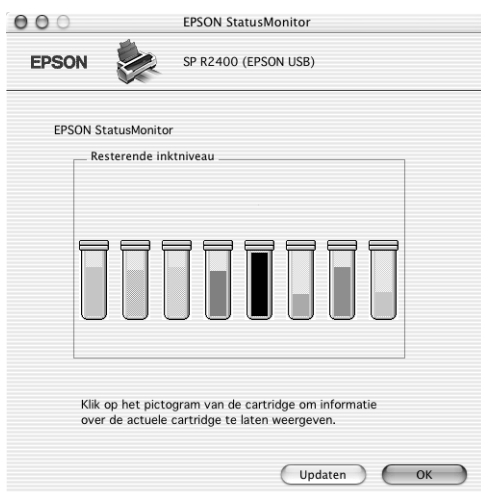 EPSON StatusMonitor
EPSON
SP R2400 (EPSON USB)
EPSON StatusMonitor
Resterende inktniveau
Klik op het pictogram van de cartridge om informatie
over de actuele cartridge te laten weergeven.
Updaten
OK